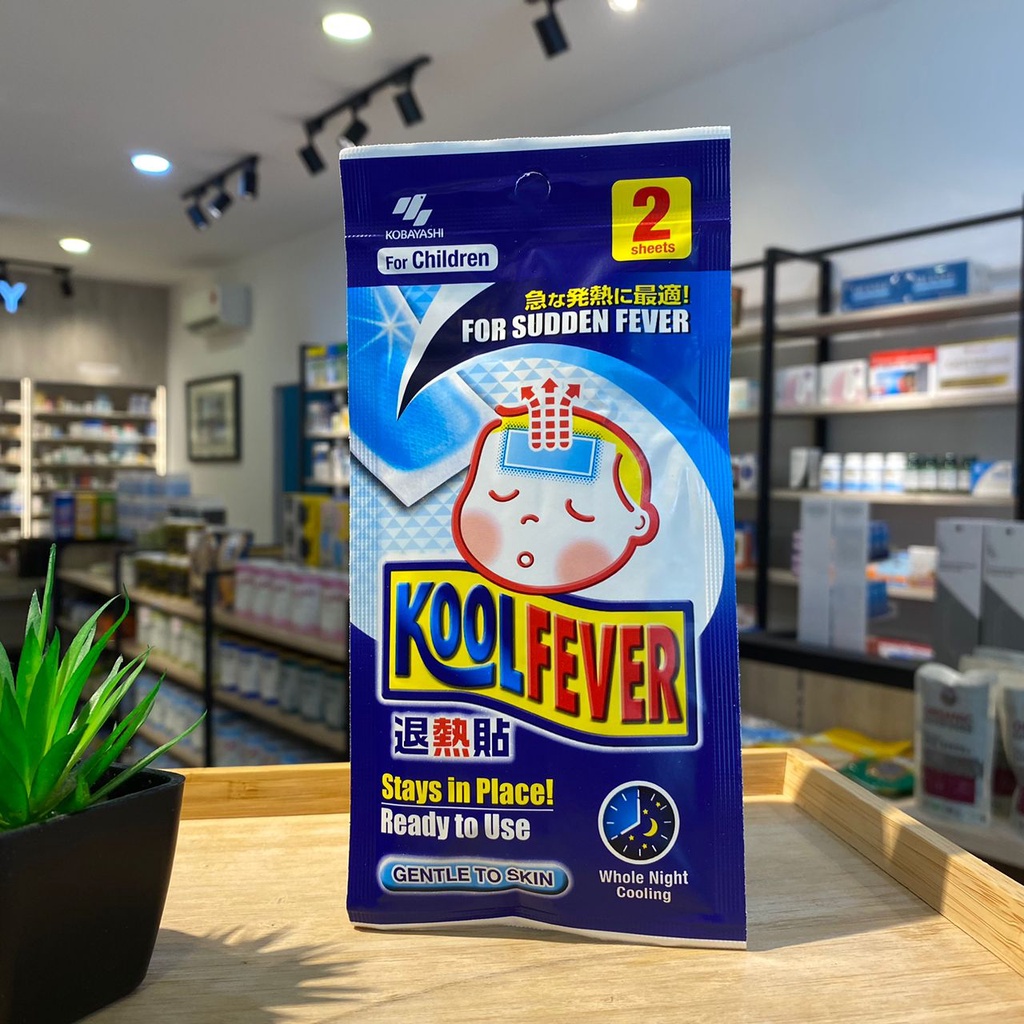 KOBAYASHI
For Children
2
sheets
急な発熱に最適!
FOR SUDDEN FEVER
KOOLFEVER
退熱貼
Stays in Place!
Ready to Use
GENTLE TO SKIN
Whole Night
Cooling
Y
ORGANIC